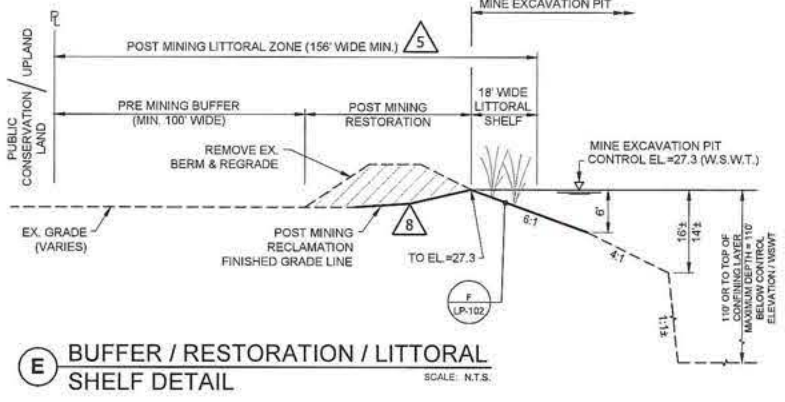 MINE EXCAVATION PIT
PL
POST MINING LITTORAL ZONE (156' WIDE MIN.)
5
PUBLIC
CONSERVATION / UPLAND
LAND
PRE MINING BUFFER
(MIN. 100' WIDE)
POST MINING
RESTORATION
18' WIDE
LITTORAL
SHELF
REMOVE EX.
BERM & REGRADE
MINE EXCAVATION PIT
CONTROL EL.=27.3 (W.S.W.T.)
EX. GRADE
(VARIES)
POST MINING
RECLAMATION
FINISHED GRADE LINE
8
TO EL.=27.3
6:1
6'
4:1
16'±
14'±
1:1±
110' OR TO TOP OF
CONFINING LAYER
MAXIMUM DEPTH = 110'
BELOW CONTROL
ELEVATION / WSWT
F
LP-102
E
BUFFER / RESTORATION / LITTORAL
SHELF DETAIL
SCALE: N.T.S.